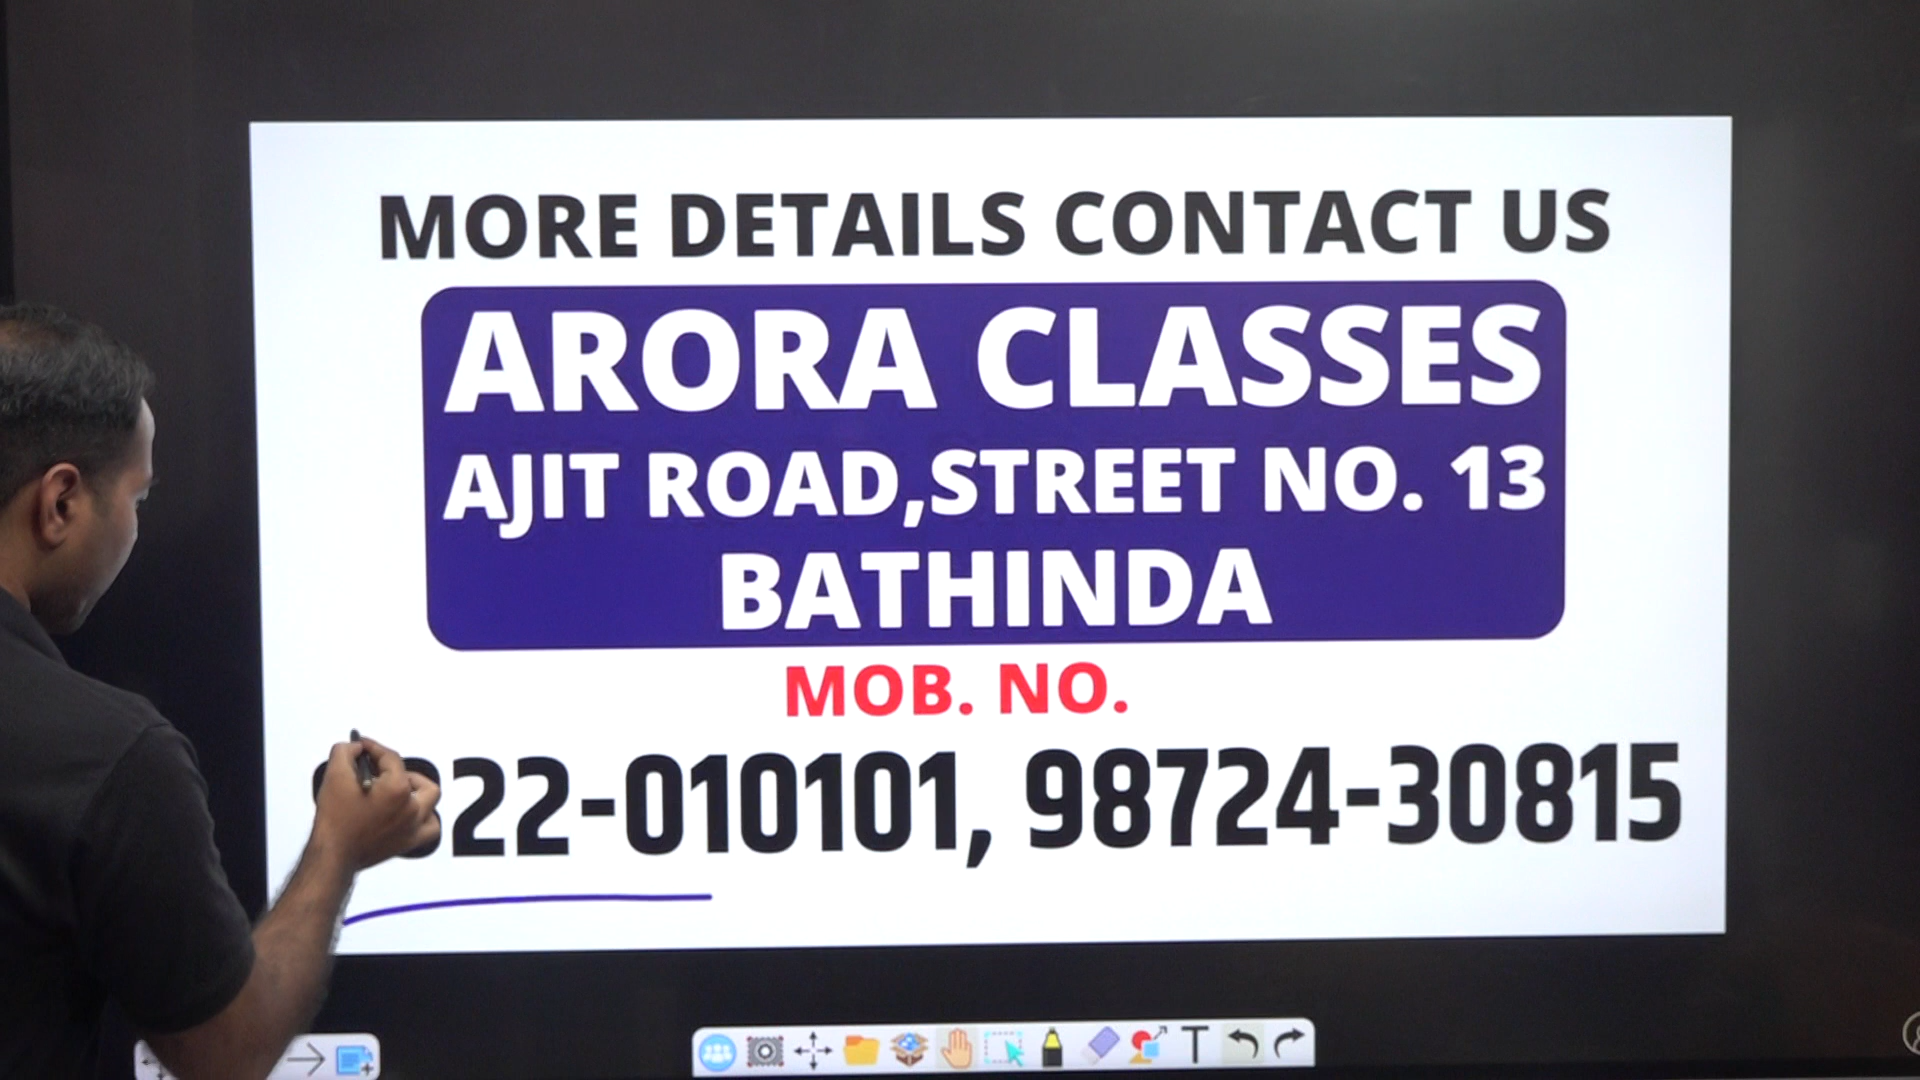 MORE DETAILS CONTACT US
ARORA CLASSES
AJIT ROAD,STREET NO. 13
BATHINDA
MOB. NO.
22-010101, 98724-30815
T